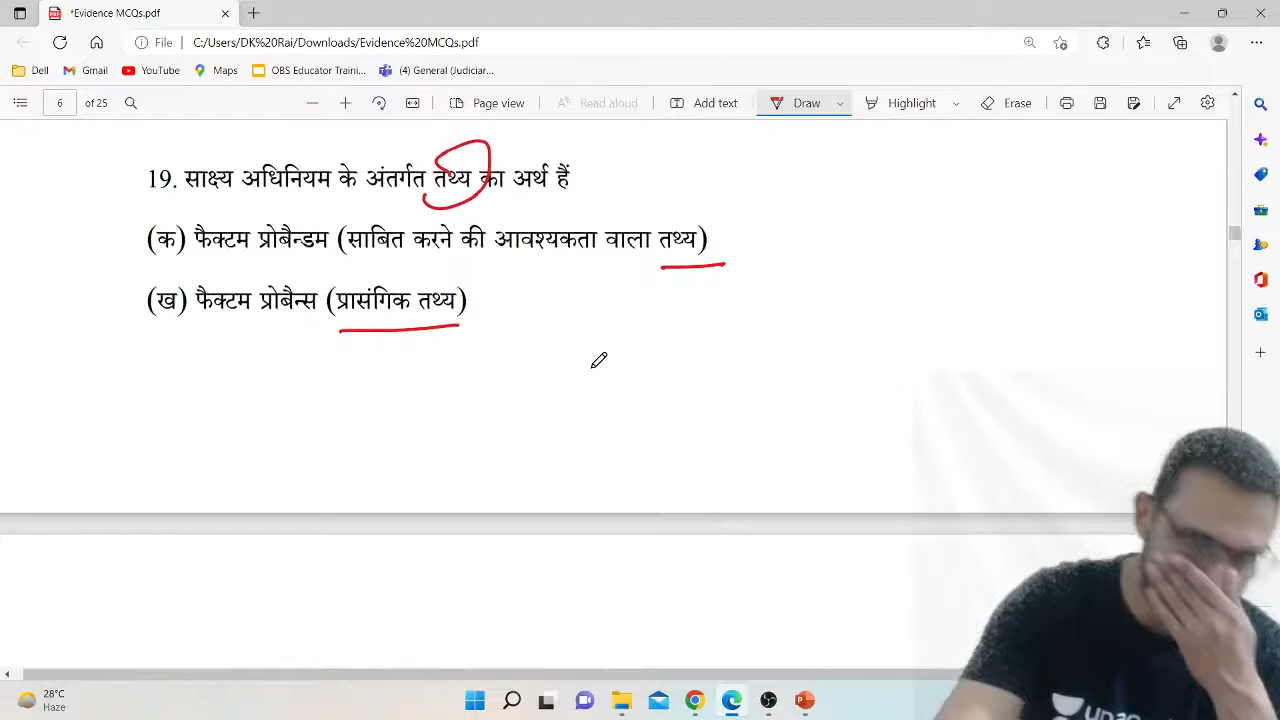 *Evidence MCQs.pdf
File
C:/Users/DK%20Rai/Downloads/Evidence%20MCQs.pdf
Dell
Gmail
YouTube
Maps
OBS Educator Traini...
(4) General (Judiciar...
6 of 25
Page view
Read aloud
Add text
Draw
Highlight
Erase
19. साक्ष्य अधिनियम के अंतर्गत तथ्य का अर्थ हैं
(क) फैक्टम प्रोबैन्डम (साबित करने की आवश्यकता वाला तथ्य)
(ख) फैक्टम प्रोबैन्स (प्रासंगिक तथ्य)
28°C
Haze